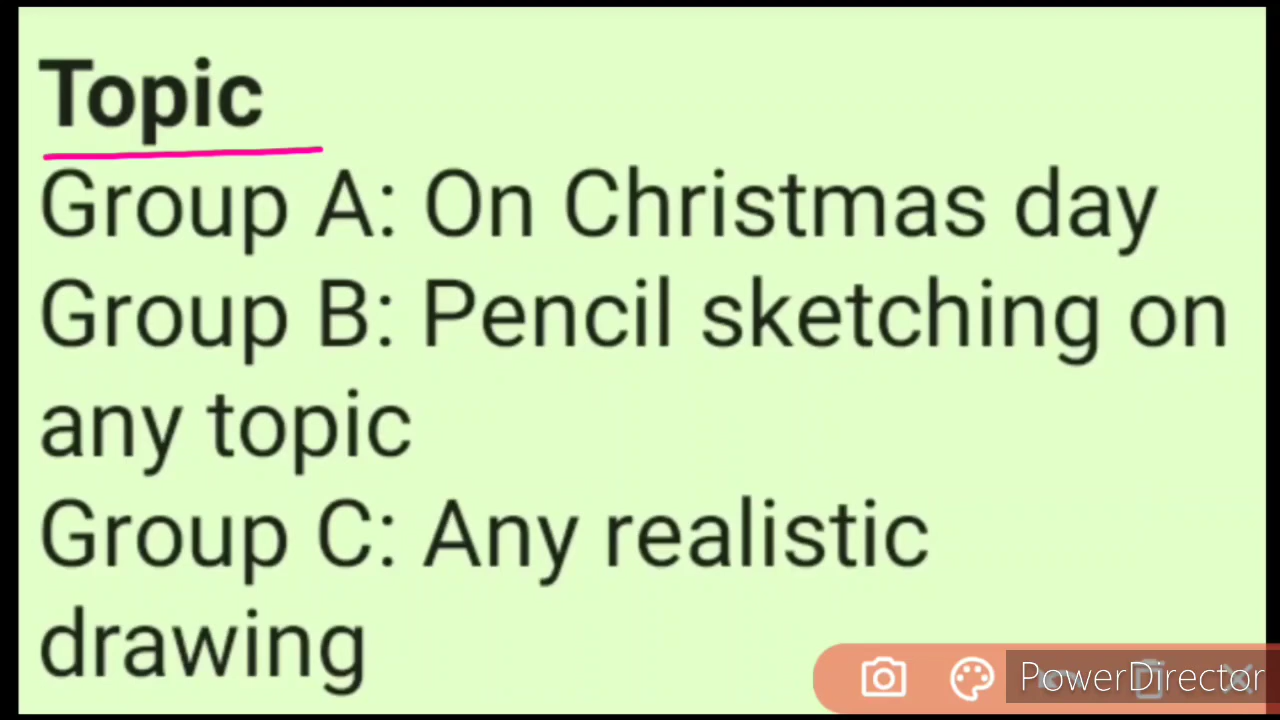 Topic
Group A: On Christmas day
Group B: Pencil sketching on
any topic
Group C: Any realistic
drawing
PowerDirector